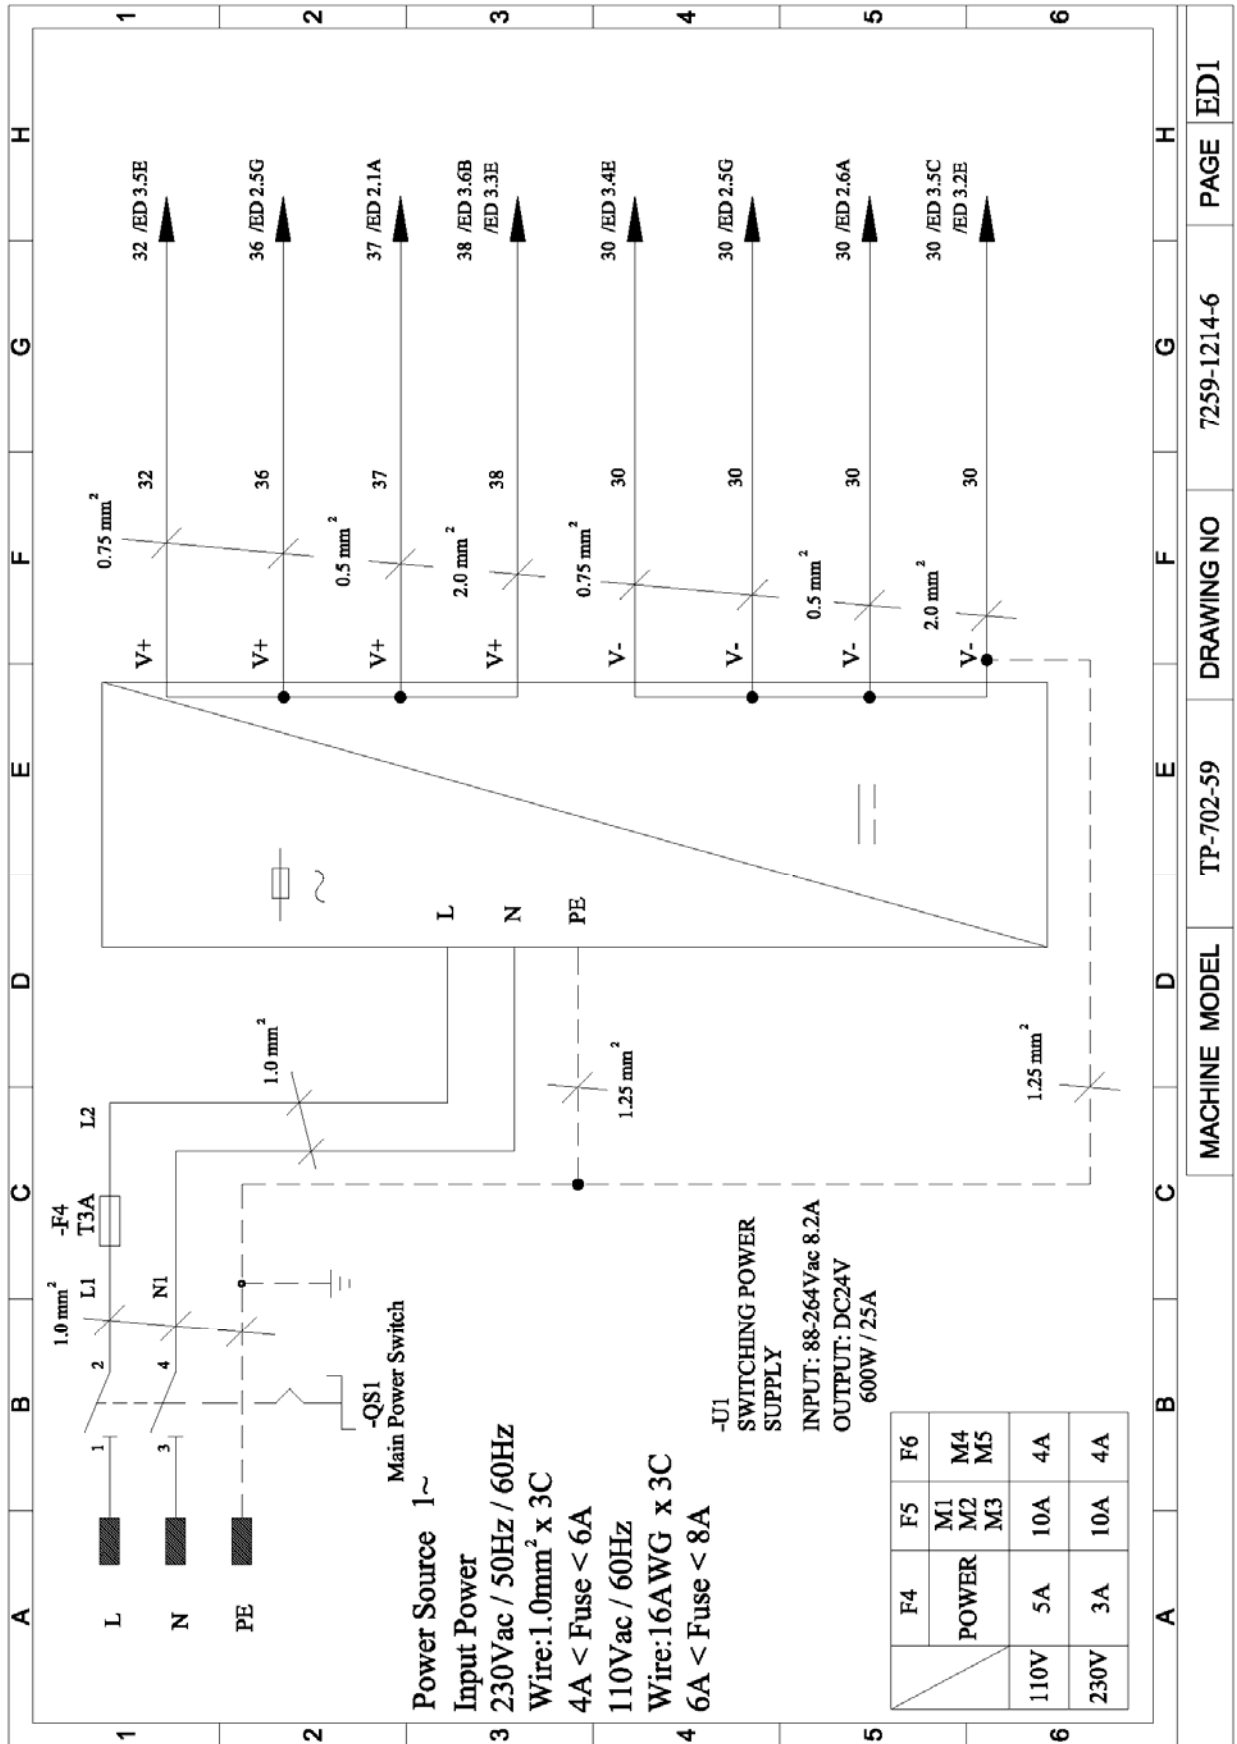 A B C D E F G H
1
2
3
4
5
6
L
N
PE
1 2
3 4
1.0 mm²
L1
N1
-F4
T3A
L2
1.0 mm²
-QS1
Main Power Switch
Power Source 1~
Input Power
230Vac / 50Hz / 60Hz
Wire:1.0mm² x 3C
4A < Fuse < 6A
110Vac / 60Hz
Wire:16AWG x 3C
6A < Fuse < 8A
-U1
SWITCHING POWER
SUPPLY
INPUT: 88-264Vac 8.2A
OUTPUT: DC24V
600W / 25A
1.25 mm²
1.25 mm²
L
N
PE
~
V+ 0.75 mm² 32 32 /ED 3.5E
V+ 36 36 /ED 2.5G
V+ 0.5 mm² 37 37 /ED 2.1A
V+ 2.0 mm² 38 38 /ED 3.6B
/ED 3.3E
V- 0.75 mm² 30 30 /ED 3.4E
V- 30 30 /ED 2.5G
V- 0.5 mm² 30 30 /ED 2.6A
V- 2.0 mm² 30 30 /ED 3.5C
/ED 3.2E
F4 F5 F6
POWER M1 M4
M2 M5
M3
110V 5A 10A 4A
230V 3A 10A 4A
1
2
3
4
5
6
A B C D E F G H
MACHINE MODEL TP-702-59 DRAWING NO 7259-1214-6 PAGE ED1